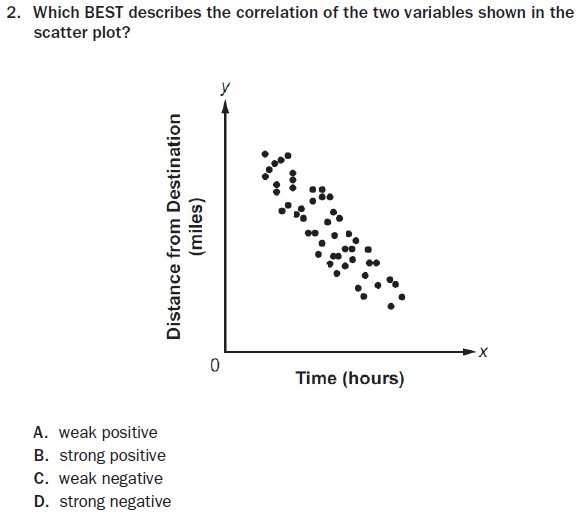 2. Which BEST describes the correlation of the two variables shown in the
scatter plot?
y
Distance from Destination
(miles)
0
x
Time (hours)
A. weak positive
B. strong positive
C. weak negative
D. strong negative